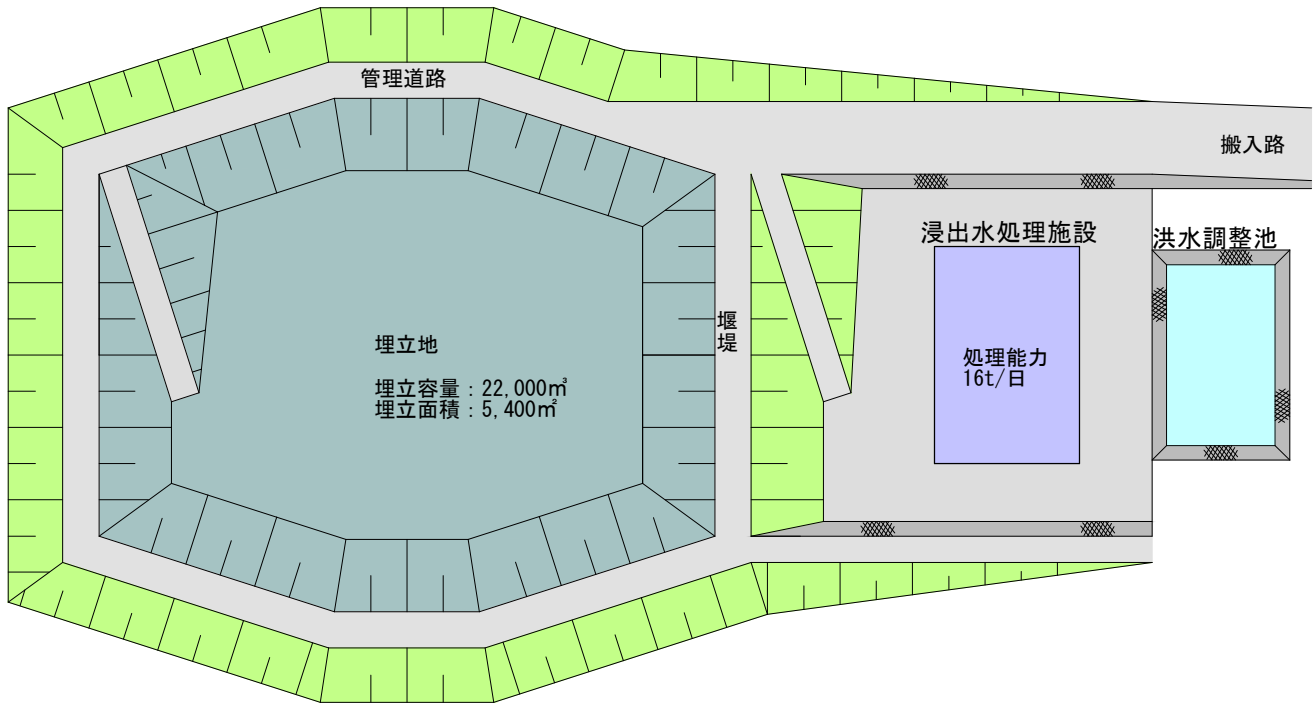 管理道路
搬入路
浸出水処理施設
洪水調整池
堰堤
埋立地
処理能力
16t/日
埋立容量：22,000㎥
埋立面積：5,400㎡